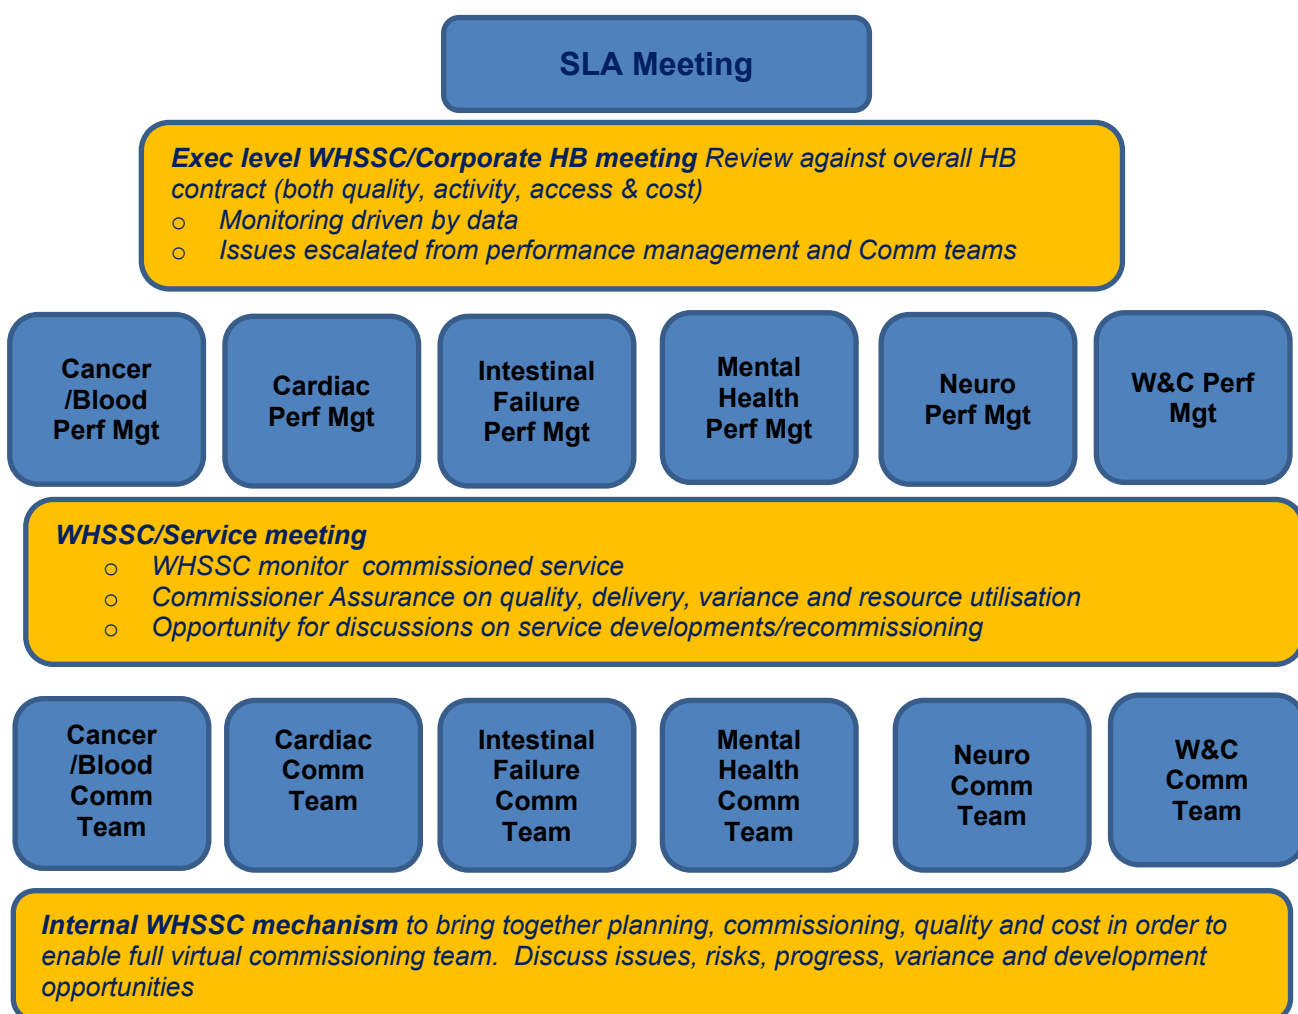 SLA Meeting
Exec level WHSSC/Corporate HB meeting Review against overall HB
contract (both quality, activity, access & cost)
o Monitoring driven by data
o Issues escalated from performance management and Comm teams
Cancer
/Blood
Perf Mgt
Cardiac
Perf Mgt
Intestinal
Failure
Perf Mgt
Mental
Health
Perf Mgt
Neuro
Perf Mgt
W&C Perf
Mgt
WHSSC/Service meeting
o WHSSC monitor commissioned service
o Commissioner Assurance on quality, delivery, variance and resource utilisation
o Opportunity for discussions on service developments/recommissioning
Cancer
/Blood
Comm
Team
Cardiac
Comm
Team
Intestinal
Failure
Comm
Team
Mental
Health
Comm
Team
Neuro
Comm
Team
W&C
Comm
Team
Internal WHSSC mechanism to bring together planning, commissioning, quality and cost in order to
enable full virtual commissioning team. Discuss issues, risks, progress, variance and development
opportunities